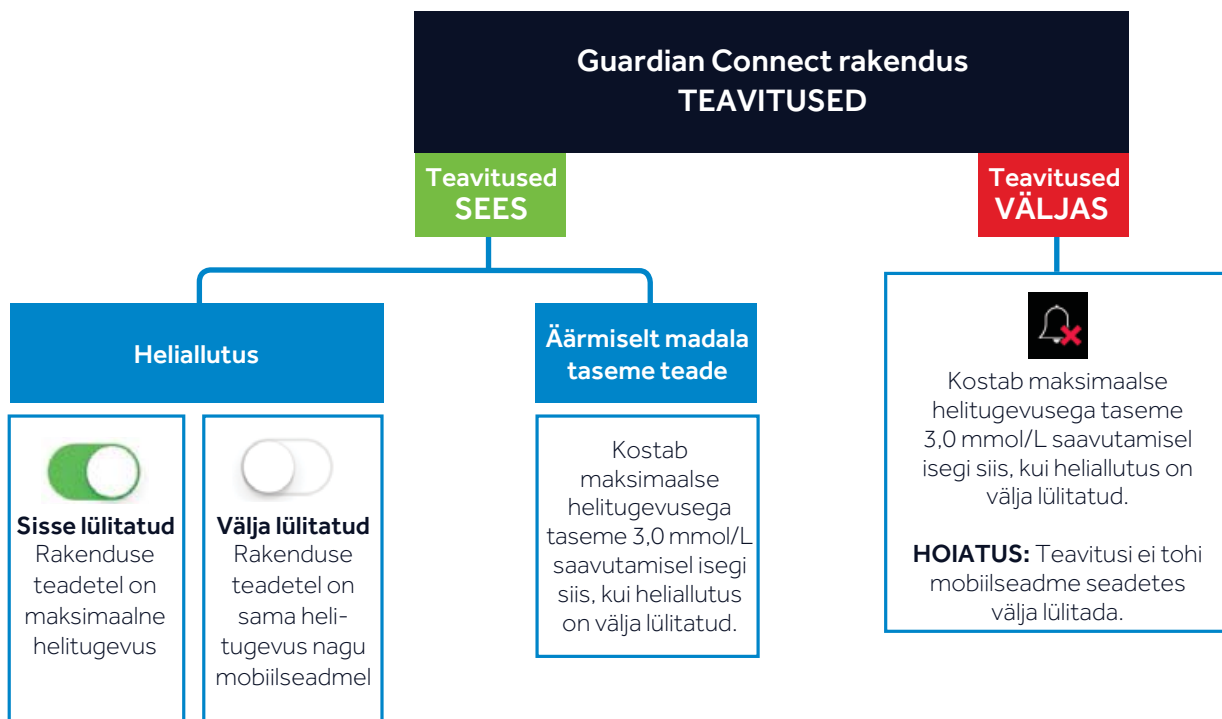 Guardian Connect rakendus
TEAVITUSED
Teavitused
SEES
Teavitused
VÄLJAS
Heliallutus
Sisse lülitatud
Rakenduse
teadetel on
maksimaalne
helitugevus
Välja lülitatud
Rakenduse
teadetel on
sama heli-
tugevus nagu
mobiilseadmel
Äärmiselt madala
taseme teade
Kostab
maksimaalse
helitugevusega
taseme 3,0 mmol/L
saavutamisel isegi
siis, kui heliallutus
on välja lülitatud.
Kostab maksimaalse
helitugevusega taseme
3,0 mmol/L saavutamisel
isegi siis, kui heliallutus on
välja lülitatud.
HOIATUS: Teavitusi ei tohi
mobiilseadme seadetes
välja lülitada.